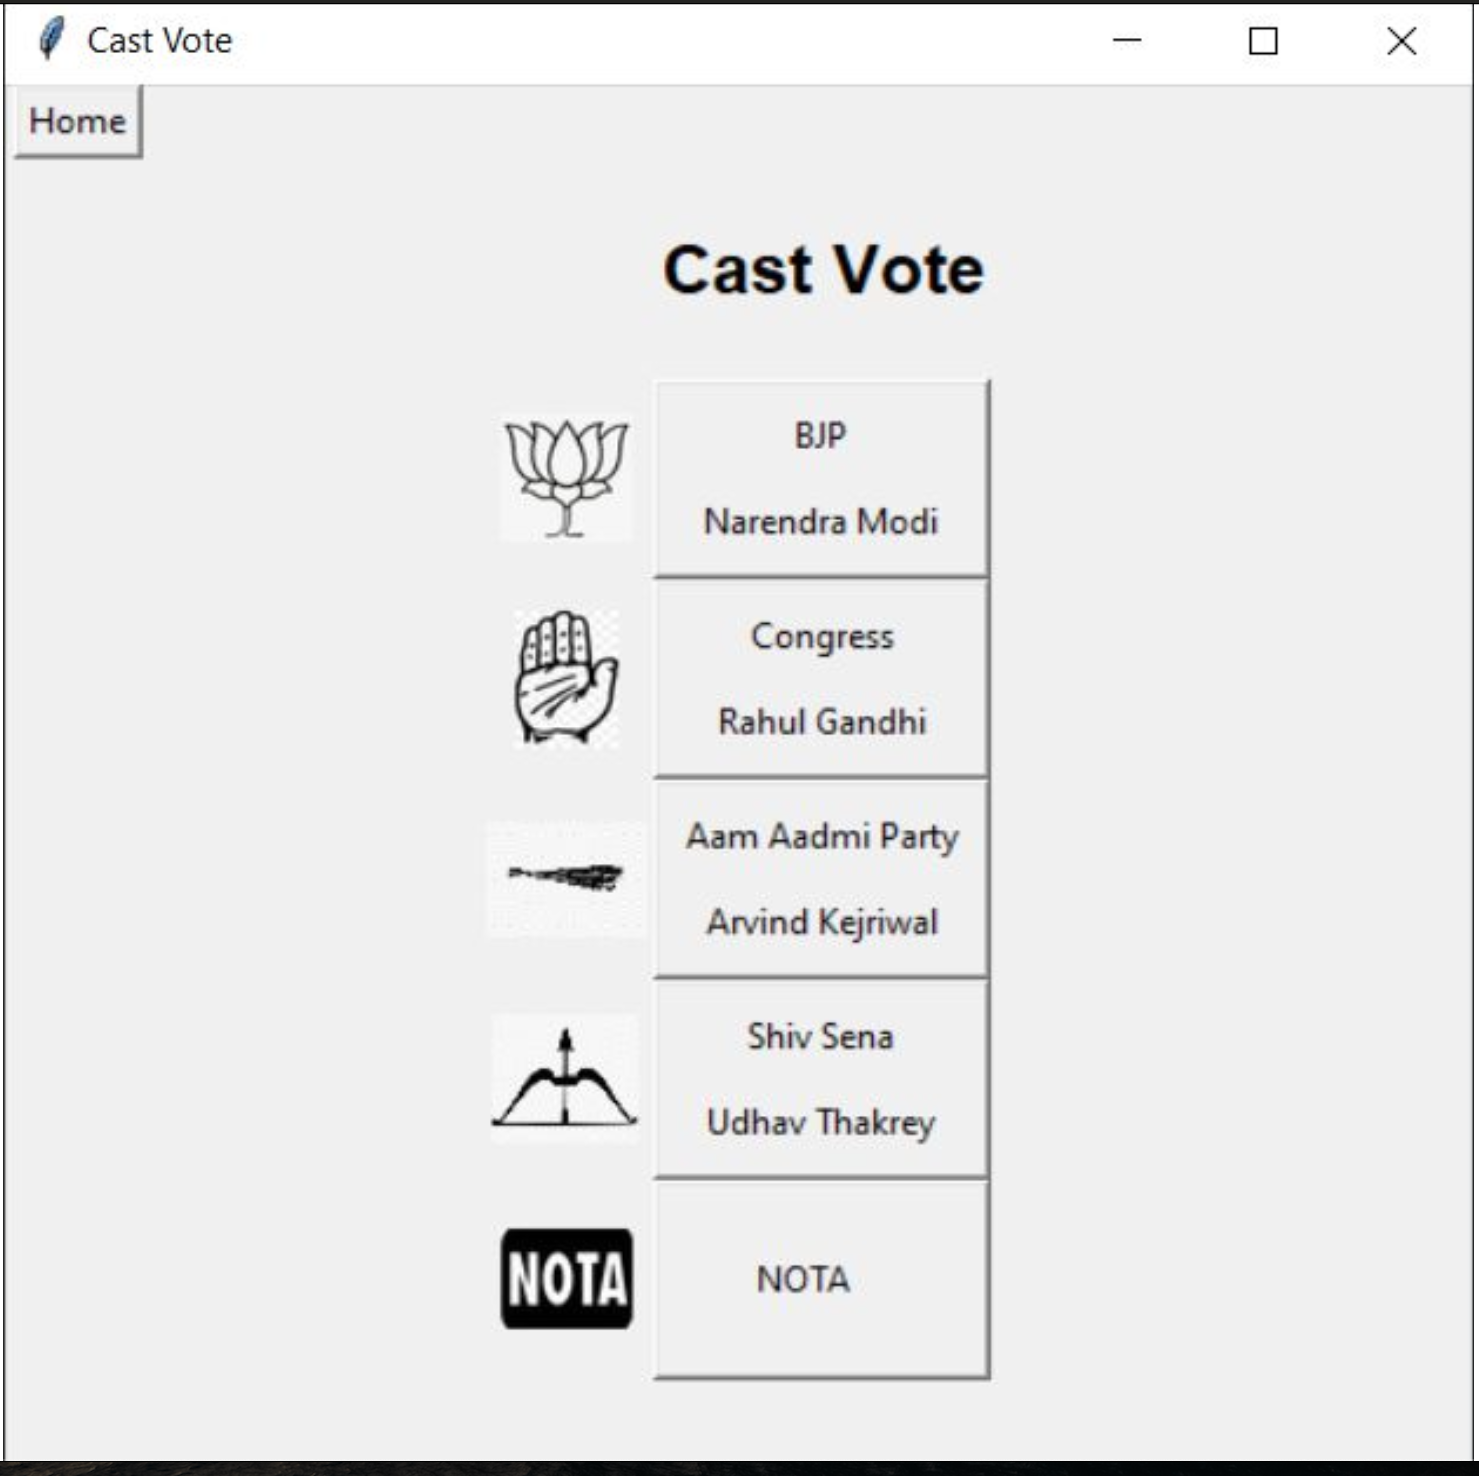 Cast Vote
Home
Cast Vote
BJP
Narendra Modi
Congress
Rahul Gandhi
Aam Aadmi Party
Arvind Kejriwal
Shiv Sena
Udhav Thakrey
NOTA
NOTA